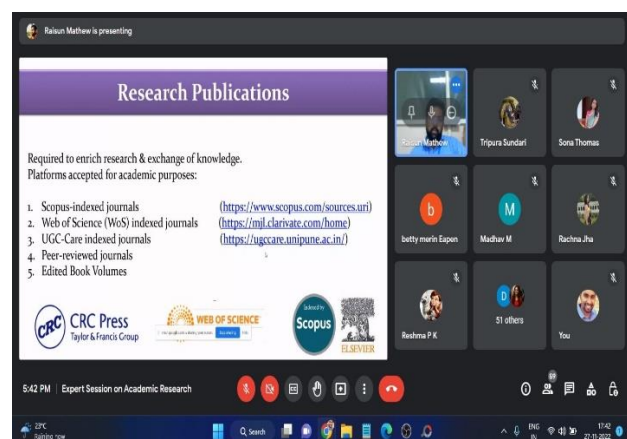 Raisun Mathew is presenting
Research Publications
Required to enrich research & exchange of knowledge.
Platforms accepted for academic purposes:
1. Scopus-indexed journals (https://www.scopus.com/sources.uri)
2. Web of Science (WoS) indexed journals (https://mjl.clarivate.com/home)
3. UGC-Care indexed journals (https://ugccare.unipune.ac.in/)
4. Peer-reviewed journals
5. Edited Book Volumes
CRC
CRC Press
Taylor & Francis Group
WEB OF SCIENCE
Indexed by
Scopus
ELSEVIER
Raisun Mathew
Tripura Sundari
Sona Thomas
b
betty merin Eapen
M
Madhav M
Rachna Jha
Reshma P K
D
51 others
You
5:42 PM | Expert Session on Academic Research
23°C
Raining now
Search
ENG
IN
17:42
27-11-2022